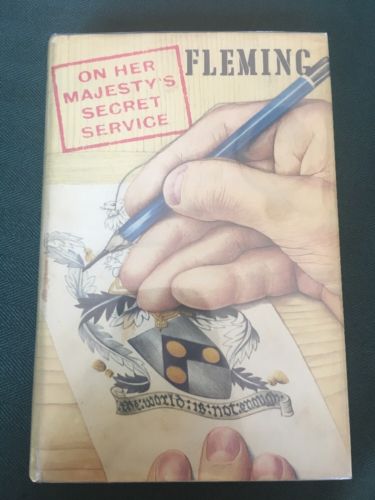 ON HER
MAJESTY'S
SECRET
SERVICE
FLEMING
the:world:is:not:enough